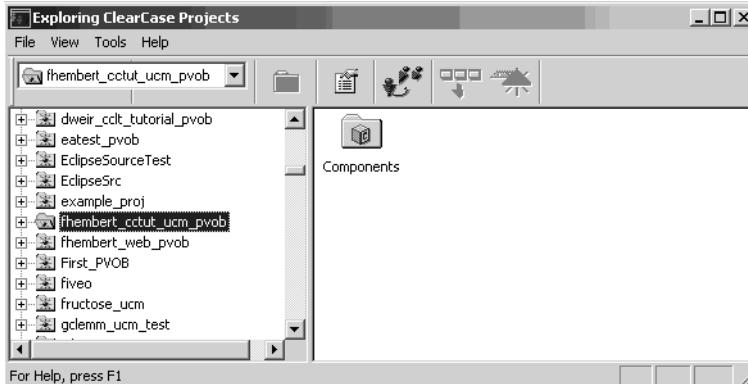 Exploring ClearCase Projects
File View Tools Help
fhembert_cctut_ucm_pvob
dweir_cclt_tutorial_pvob
eatest_pvob
EclipseSourceTest
EclipseSrc
example_proj
fhembert_cctut_ucm_pvob
fhembert_web_pvob
First_PVOB
fiveo
fructose_ucm
gclemm_ucm_test
Components
For Help, press F1